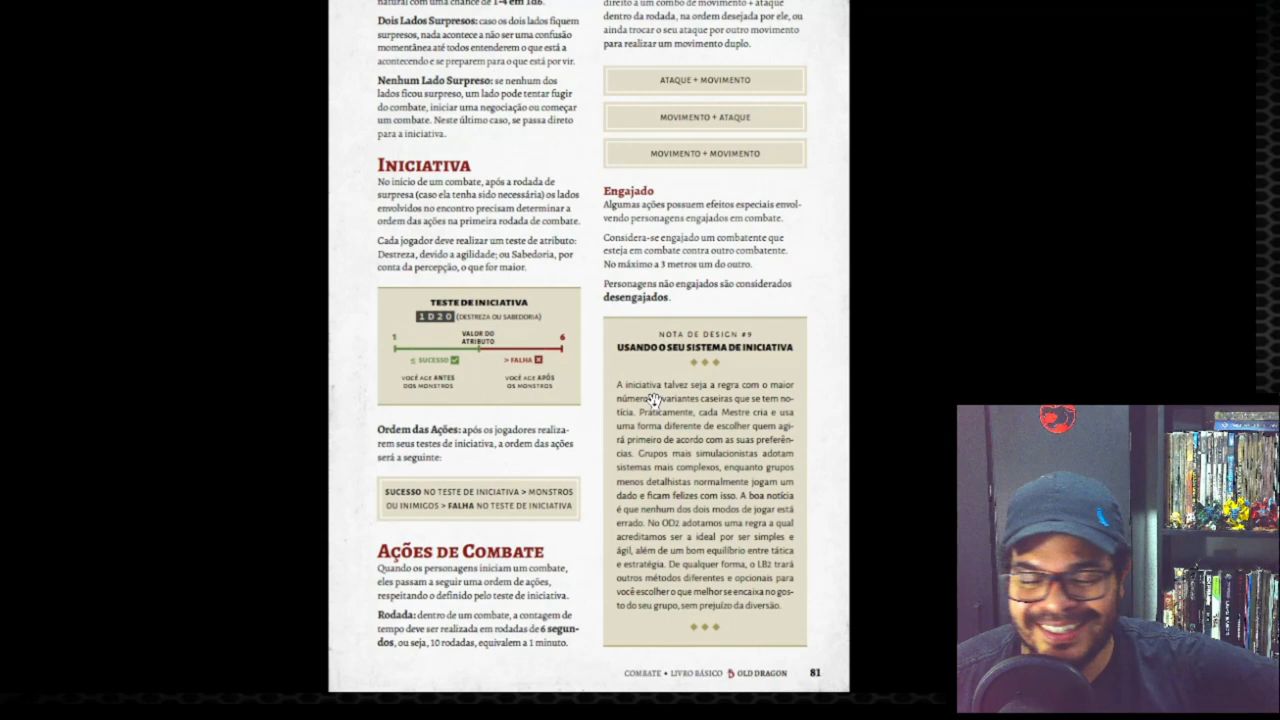 natural com uma chance de 1-4 em 1d6.
Dois Lados Surpresos: caso os dois lados fiquem
surpresos, nada acontece a não ser uma confusão
momentânea até todos entenderem o que está a
acontecendo e se preparem para o que está por vir.
Nenhum Lado Surpreso: se nenhum dos
lados ficou surpreso, um lado pode tentar fugir
do combate, iniciar uma negociação ou começar
um combate. Neste último caso, se passa direto
para a iniciativa.
INICIATIVA
No início de um combate, após a rodada de
surpresa (caso ela tenha sido necessária) os lados
envolvidos no encontro precisam determinar a
ordem das ações na primeira rodada de combate.
Cada jogador deve realizar um teste de atributo:
Destreza, devido a agilidade; ou Sabedoria, por
conta da percepção, o que for maior.
TESTE DE INICIATIVA
1D20 (DESTREZA OU SABEDORIA)
1 VALOR DO 6
ATRIBUTO
≤ SUCESSO > FALHA
VOCÊ AGE ANTES VOCÊ AGE APÓS
DOS MONSTROS OS MONSTROS
Ordem das Ações: após os jogadores realiza-
rem seus testes de iniciativa, a ordem das ações
será a seguinte:
SUCESSO NO TESTE DE INICIATIVA > MONSTROS
OU INIMIGOS > FALHA NO TESTE DE INICIATIVA
AÇÕES DE COMBATE
Quando os personagens iniciam um combate,
eles passam a seguir uma ordem de ações,
respeitando o definido pelo teste de iniciativa.
Rodada: dentro de um combate, a contagem de
tempo deve ser realizada em rodadas de 6 segun-
dos, ou seja, 10 rodadas, equivalem a 1 minuto.
direito a um combo de movimento + ataque
dentro da rodada, na ordem desejada por ele, ou
ainda trocar o seu ataque por outro movimento
para realizar um movimento duplo.
ATAQUE + MOVIMENTO
MOVIMENTO + ATAQUE
MOVIMENTO + MOVIMENTO
Engajado
Algumas ações possuem efeitos especiais envol-
vendo personagens engajados em combate.
Considera-se engajado um combatente que
esteja em combate contra outro combatente.
No máximo a 3 metros um do outro.
Personagens não engajados são considerados
desengajados.
NOTA DE DESIGN #9
USANDO O SEU SISTEMA DE INICIATIVA
A iniciativa talvez seja a regra com o maior
número variantes caseiras que se tem no-
tícia. Praticamente, cada Mestre cria e usa
uma forma diferente de escolher quem agi-
rá primeiro de acordo com as suas preferên-
cias. Grupos mais simulacionistas adotam
sistemas mais complexos, enquanto grupos
menos detalhistas normalmente jogam um
dado e ficam felizes com isso. A boa notícia
é que nenhum dos dois modos de jogar está
errado. No OD2 adotamos uma regra a qual
acreditamos ser a ideal por ser simples e
ágil, além de um bom equilíbrio entre tática
e estratégia. De qualquer forma, o LB2 trará
outros métodos diferentes e opcionais para
você escolher o que melhor se encaixa no gos-
to do seu grupo, sem prejuízo da diversão.
COMBATE • LIVRO BÁSICO OLD DRAGON 81